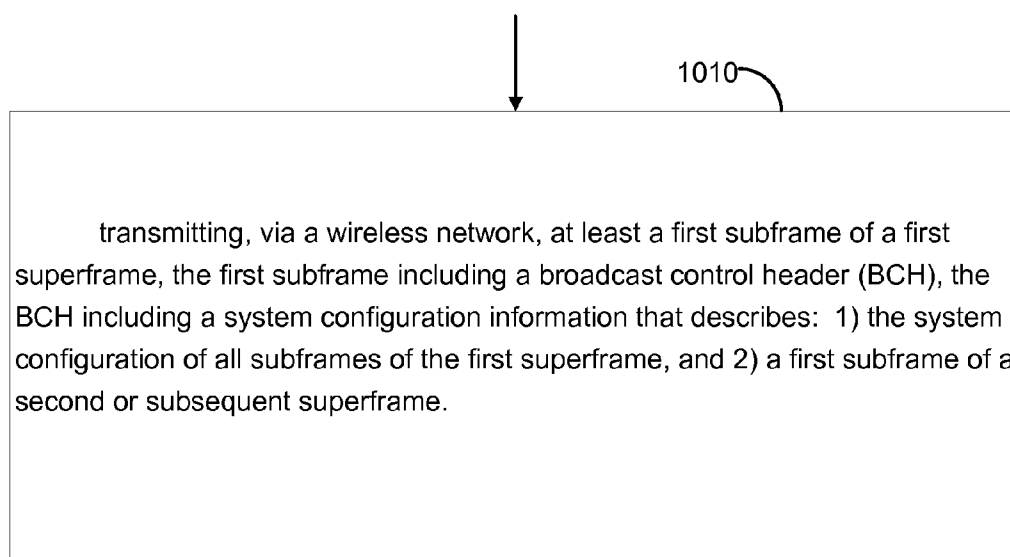 1010
transmitting, via a wireless network, at least a first subframe of a first
superframe, the first subframe including a broadcast control header (BCH), the
BCH including a system configuration information that describes: 1) the system
configuration of all subframes of the first superframe, and 2) a first subframe of a
second or subsequent superframe.